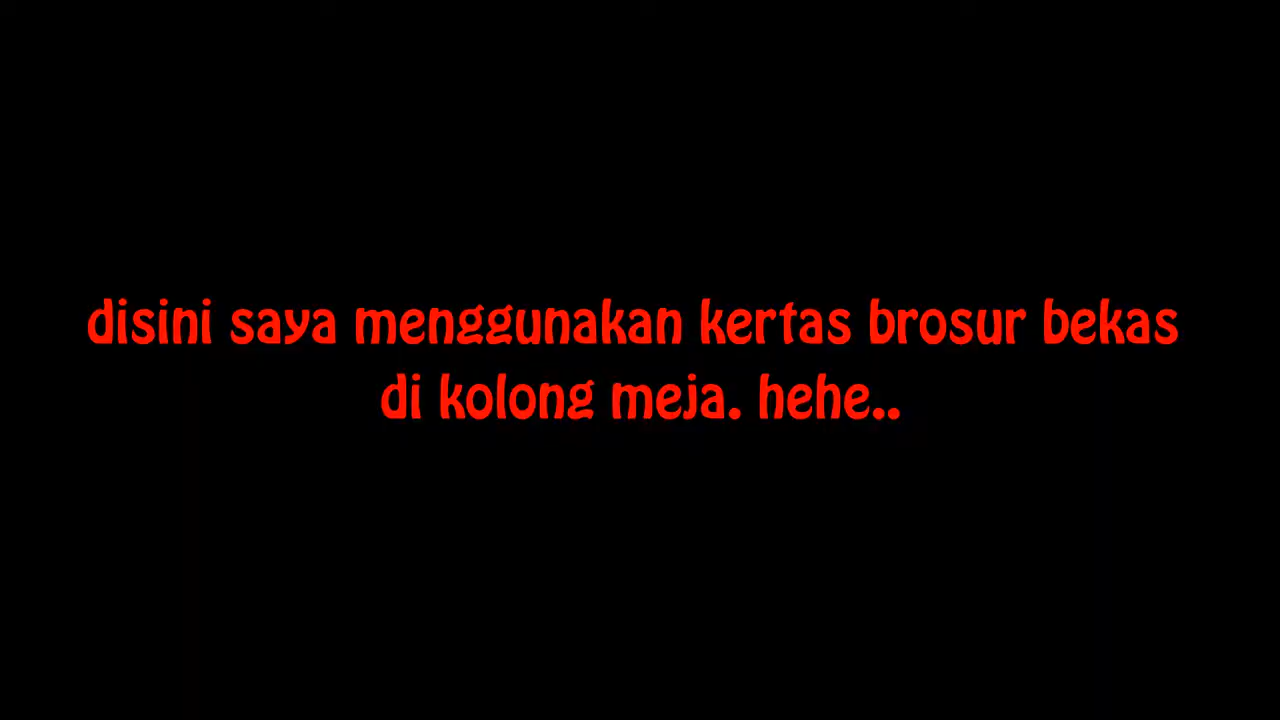 disini saya menggunakan kertas brosur bekas
di kolong meja. hehe..